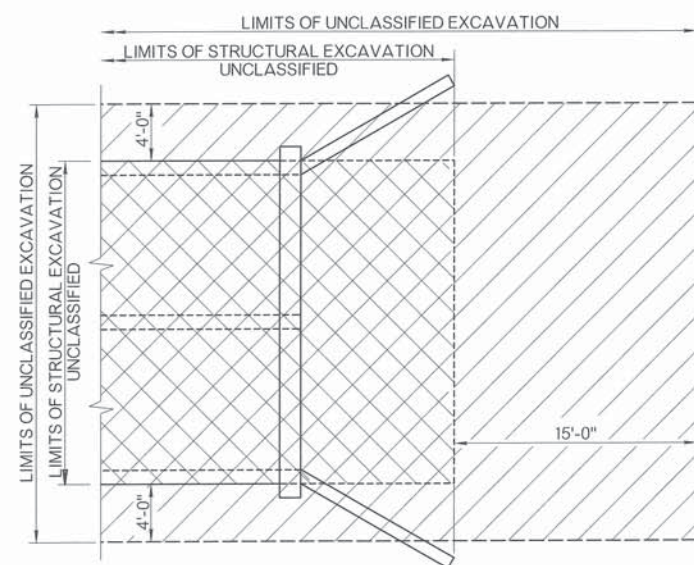 LIMITS OF UNCLASSIFIED EXCAVATION
LIMITS OF STRUCTURAL EXCAVATION
UNCLASSIFIED
4'-0"
LIMITS OF UNCLASSIFIED EXCAVATION
LIMITS OF STRUCTURAL EXCAVATION
UNCLASSIFIED
15'-0"
4'-0"